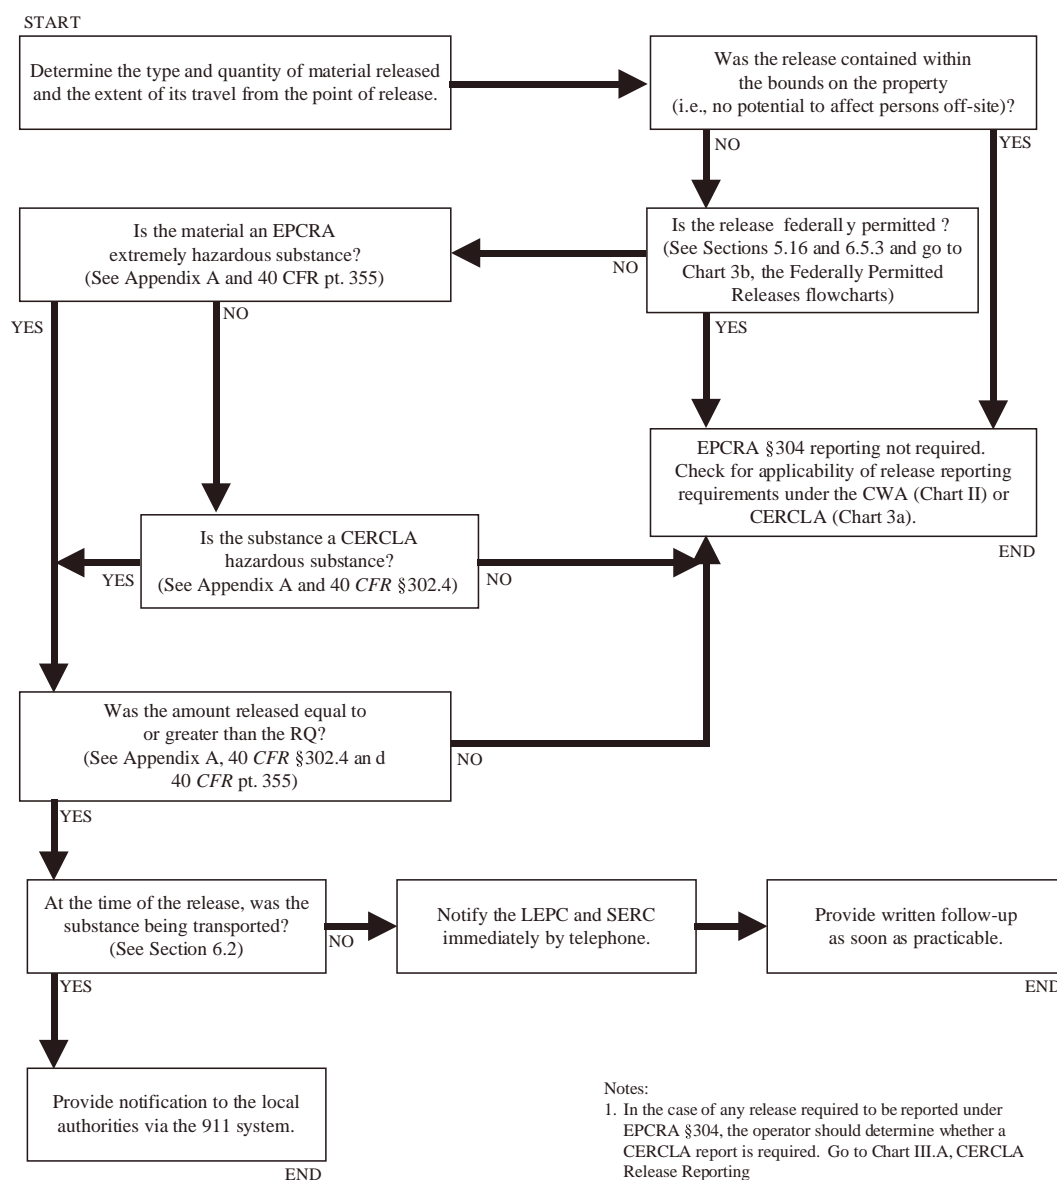 START
Determine the type and quantity of material released
and the extent of its travel from the point of release.
Was the release contained within
the bounds on the property
(i.e., no potential to affect persons off-site)?
NO
YES
Is the material an EPCRA
extremely hazardous substance?
(See Appendix A and 40 CFR pt. 355)
Is the release federally permitted ?
(See Sections 5.16 and 6.5.3 and go to
Chart 3b, the Federally Permitted
Releases flowcharts)
NO
YES
NO
YES
EPCRA §304 reporting not required.
Check for applicability of release reporting
requirements under the CWA (Chart II) or
CERCLA (Chart 3a).
END
Is the substance a CERCLA
hazardous substance?
(See Appendix A and 40 CFR §302.4)
YES
NO
Was the amount released equal to
or greater than the RQ?
(See Appendix A, 40 CFR §302.4 an d
40 CFR pt. 355)
NO
YES
At the time of the release, was the
substance being transported?
(See Section 6.2)
NO
Notify the LEPC and SERC
immediately by telephone.
Provide written follow-up
as soon as practicable.
END
YES
Provide notification to the local
authorities via the 911 system.
END
Notes:
1. In the case of any release required to be reported under
EPCRA §304, the operator should determine whether a
CERCLA report is required. Go to Chart III.A, CERCLA
Release Reporting